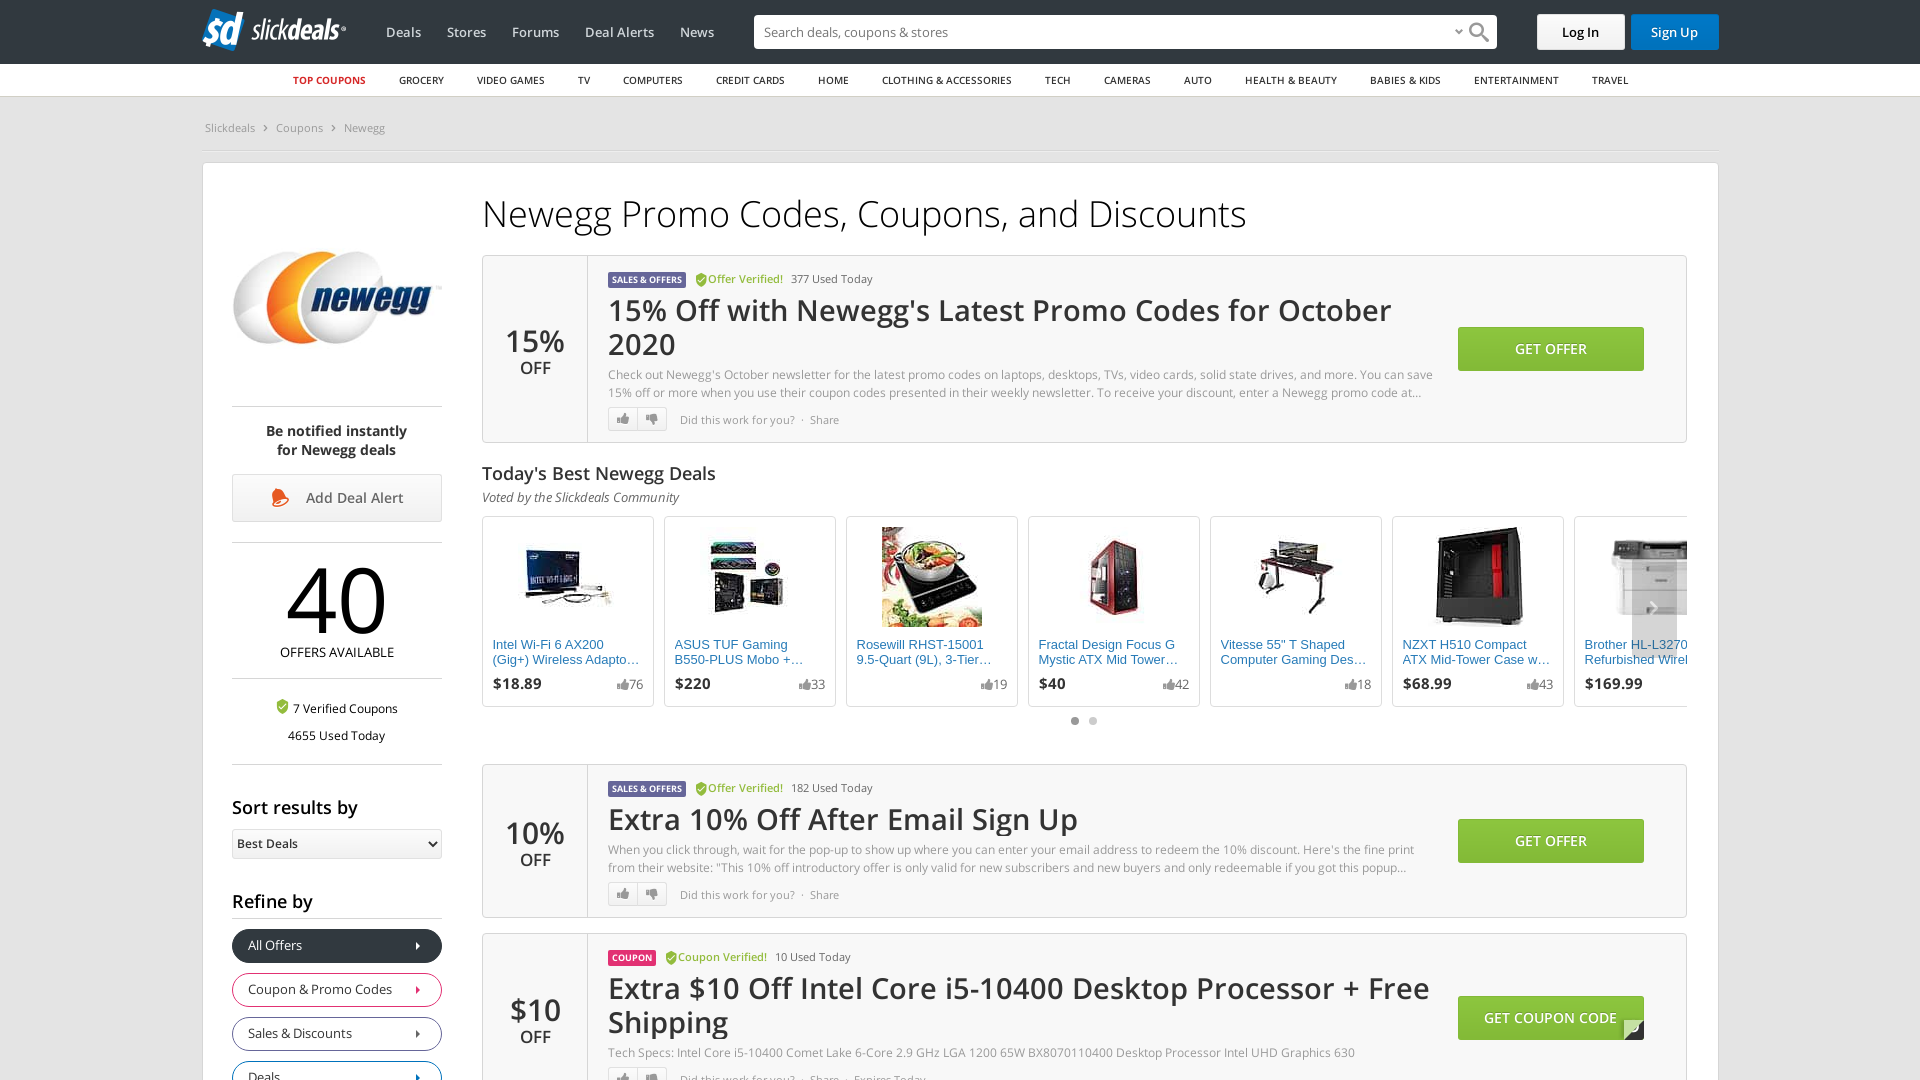 sd slickdeals
Deals Stores Forums Deal Alerts News
Search deals, coupons & stores
Log In Sign Up
TOP COUPONS GROCERY VIDEO GAMES TV COMPUTERS CREDIT CARDS HOME CLOTHING & ACCESSORIES TECH CAMERAS AUTO HEALTH & BEAUTY BABIES & KIDS ENTERTAINMENT TRAVEL
Slickdeals > Coupons > Newegg
newegg
Be notified instantly
for Newegg deals
Add Deal Alert
40
OFFERS AVAILABLE
7 Verified Coupons
4655 Used Today
Sort results by
Best Deals
Refine by
All Offers
Coupon & Promo Codes
Sales & Discounts
Deals
Newegg Promo Codes, Coupons, and Discounts
15%
OFF
SALES & OFFERS Offer Verified! 377 Used Today
15% Off with Newegg's Latest Promo Codes for October
2020
Check out Newegg's October newsletter for the latest promo codes on laptops, desktops, TVs, video cards, solid state drives, and more. You can save
15% off or more when you use their coupon codes presented in their weekly newsletter. To receive your discount, enter a Newegg promo code at...
Did this work for you? · Share
GET OFFER
Today's Best Newegg Deals
Voted by the Slickdeals Community
Intel Wi-Fi 6 AX200
(Gig+) Wireless Adapto…
$18.89 76
ASUS TUF Gaming
B550-PLUS Mobo +…
$220 33
Rosewill RHST-15001
9.5-Quart (9L), 3-Tier…
19
Fractal Design Focus G
Mystic ATX Mid Tower…
$40 42
Vitesse 55" T Shaped
Computer Gaming Des…
18
NZXT H510 Compact
ATX Mid-Tower Case w…
$68.99 43
Brother HL-L3270
Refurbished Wirel
$169.99
10%
OFF
SALES & OFFERS Offer Verified! 182 Used Today
Extra 10% Off After Email Sign Up
When you click through, wait for the pop-up to show up where you can enter your email address to redeem the 10% discount. Here's the fine print
from their website: "This 10% off introductory offer is only valid for new subscribers and new buyers and only redeemable if you got this popup...
Did this work for you? · Share
GET OFFER
$10
OFF
COUPON Coupon Verified! 10 Used Today
Extra $10 Off Intel Core i5-10400 Desktop Processor + Free
Shipping
Tech Specs: Intel Core i5-10400 Comet Lake 6-Core 2.9 GHz LGA 1200 65W BX8070110400 Desktop Processor Intel UHD Graphics 630
Did this work for you? · Share · Expires Today
GET COUPON CODE